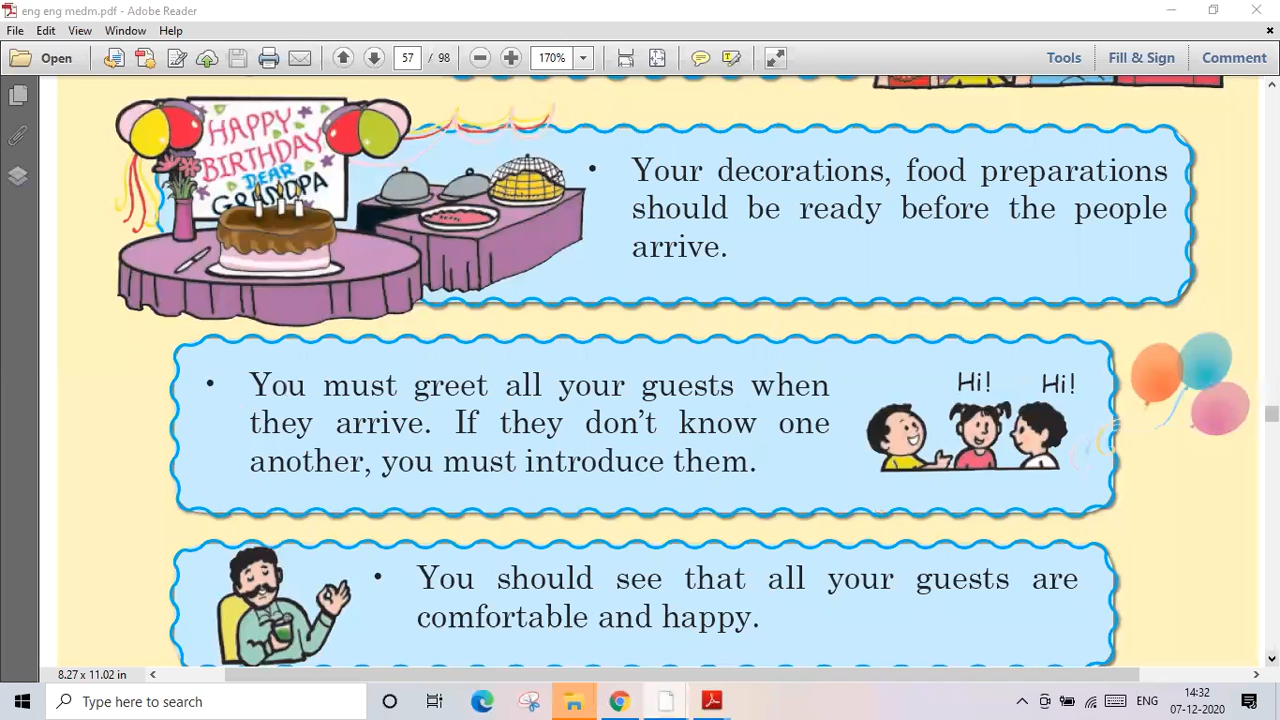 eng eng medm.pdf - Adobe Reader
File Edit View Window Help
Open 57 / 98 170% Tools Fill & Sign Comment
HAPPY
BIRTHDAY
DEAR
GRANDPA
• Your decorations, food preparations
should be ready before the people
arrive.
• You must greet all your guests when
they arrive. If they don't know one
another, you must introduce them.
Hi! Hi!
• You should see that all your guests are
comfortable and happy.
8.27 x 11.02 in
Type here to search
ENG
14:32
07-12-2020